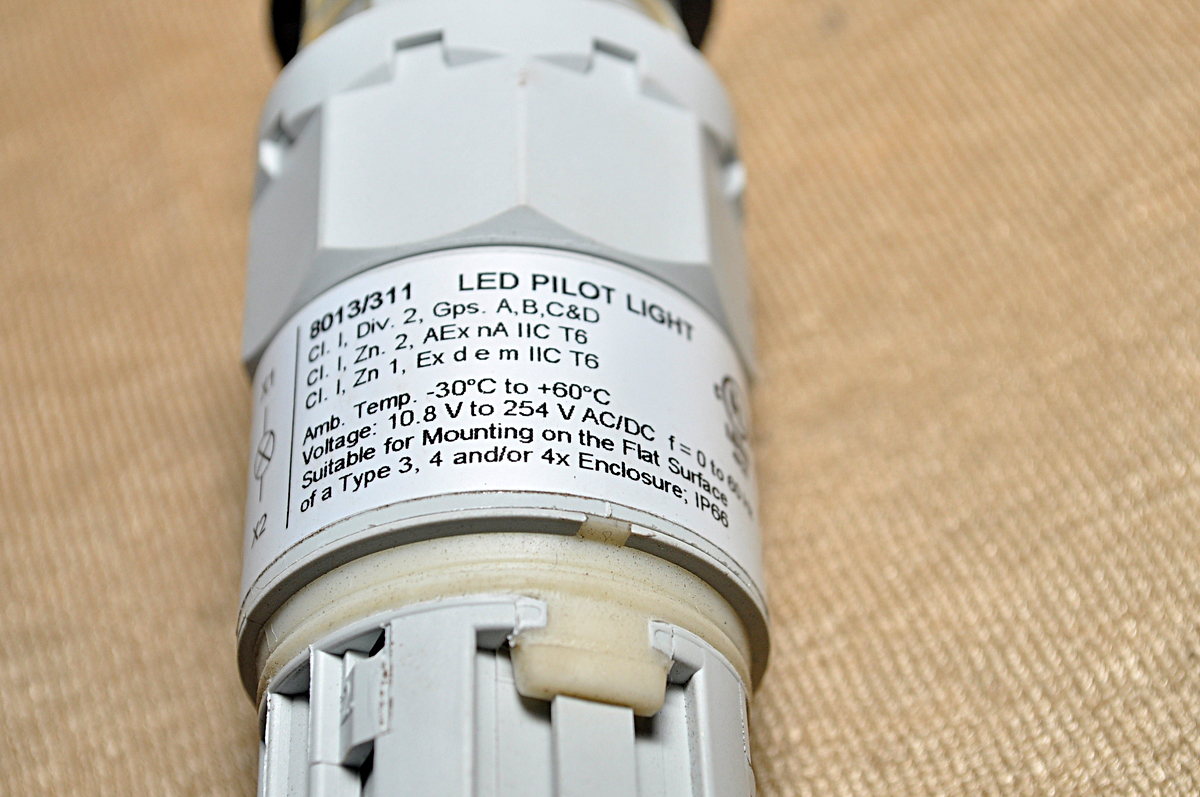 8013/311 LED PILOT LIGHT
Cl. I, Div. 2, Gps. A,B,C&D
Cl. I, Zn. 2, AEx nA IIC T6
Cl. I, Zn 1, Ex d e m IIC T6
Amb. Temp. -30°C to +60°C
Voltage: 10.8 V to 254 V AC/DC f = 0 to
Suitable for Mounting on the Flat Surface
of a Type 3, 4 and/or 4x Enclosure; IP66
X1
X2